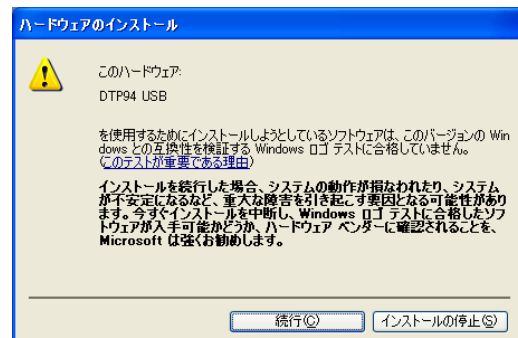 ハードウェアのインストール
このハードウェア:
DTP94 USB
を使用するためにインストールしようとしているソフトウェアは、このバージョンの Win
dows との互換性を検証する Windows ロゴ テストに合格していません。
(このテストが重要である理由)
インストールを続行した場合、システムの動作が損なわれたり、システム
が不安定になるなど、重大な障害を引き起こす要因となる可能性があり
ます。今すぐインストールを中断し、Windows ロゴ テストに合格したソフ
トウェアが入手可能かどうか、ハードウェア ベンダーに確認されることを、
Microsoft は強くお勧めします。
続行(C)
インストールの停止(S)